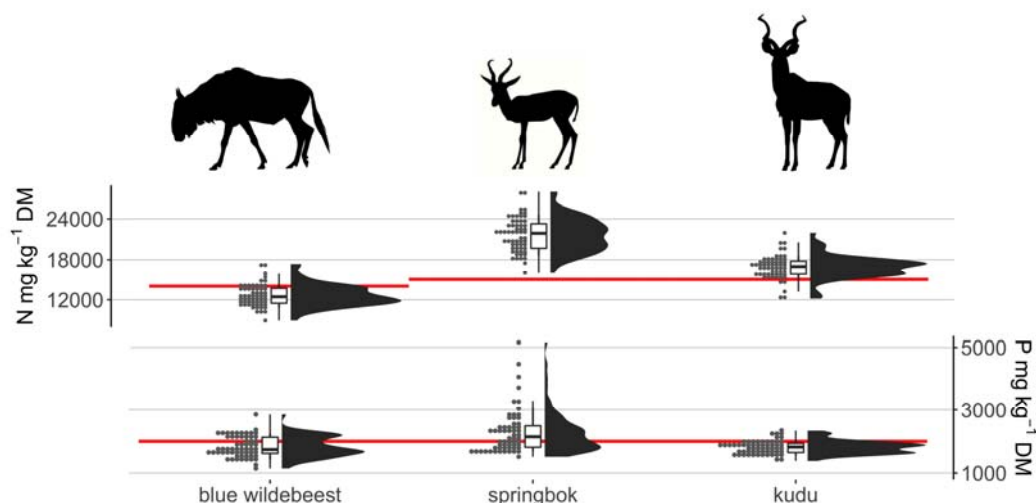 N mg kg⁻¹ DM
24000
18000
12000
P mg kg⁻¹ DM
5000
3000
1000
blue wildebeest springbok kudu